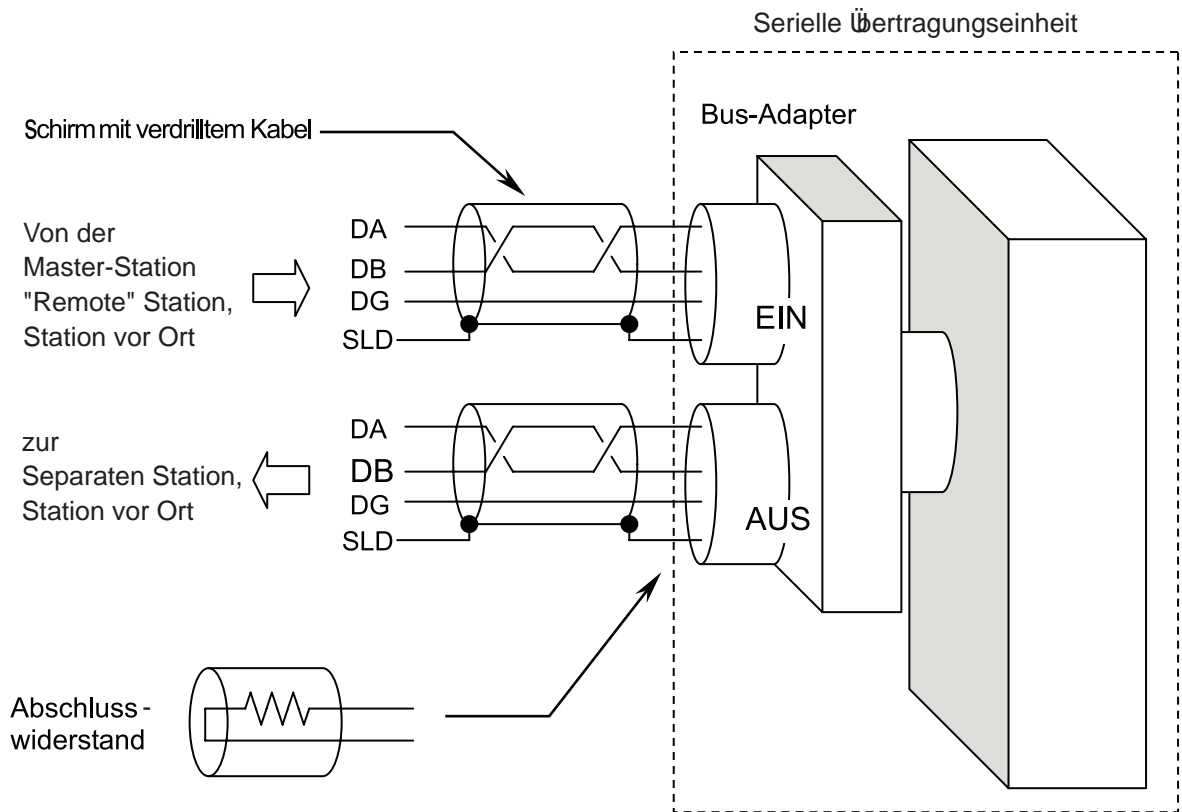 Serielle Übertragungseinheit
Bus-Adapter
Schirm mit verdrilltem Kabel
Von der
Master-Station
"Remote" Station,
Station vor Ort
DA
DB
DG
SLD
EIN
zur
Separaten Station,
Station vor Ort
DA
DB
DG
SLD
AUS
Abschluss-
widerstand